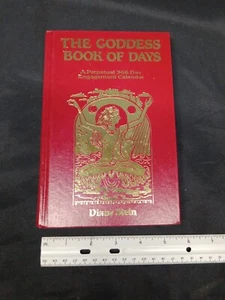 THE GODDESS
BOOK OF DAYS
A Perpetual 366 Day
Engagement Calendar
Diane Stein